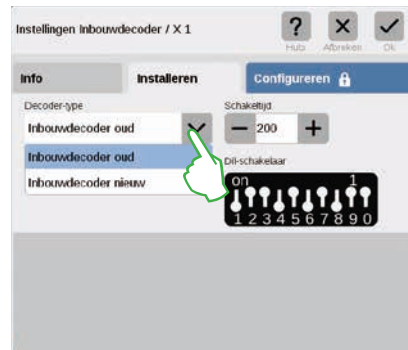 Instellingen Inbouwdecoder / X 1
?
Hulp
Afbreken
Ok
Info
Installeren
Configureren
Decoder-type
Inbouwdecoder oud
Inbouwdecoder oud
Inbouwdecoder nieuw
Schakeltijd
− 200 +
Dil-schakelaar
on 1
1 2 3 4 5 6 7 8 9 0